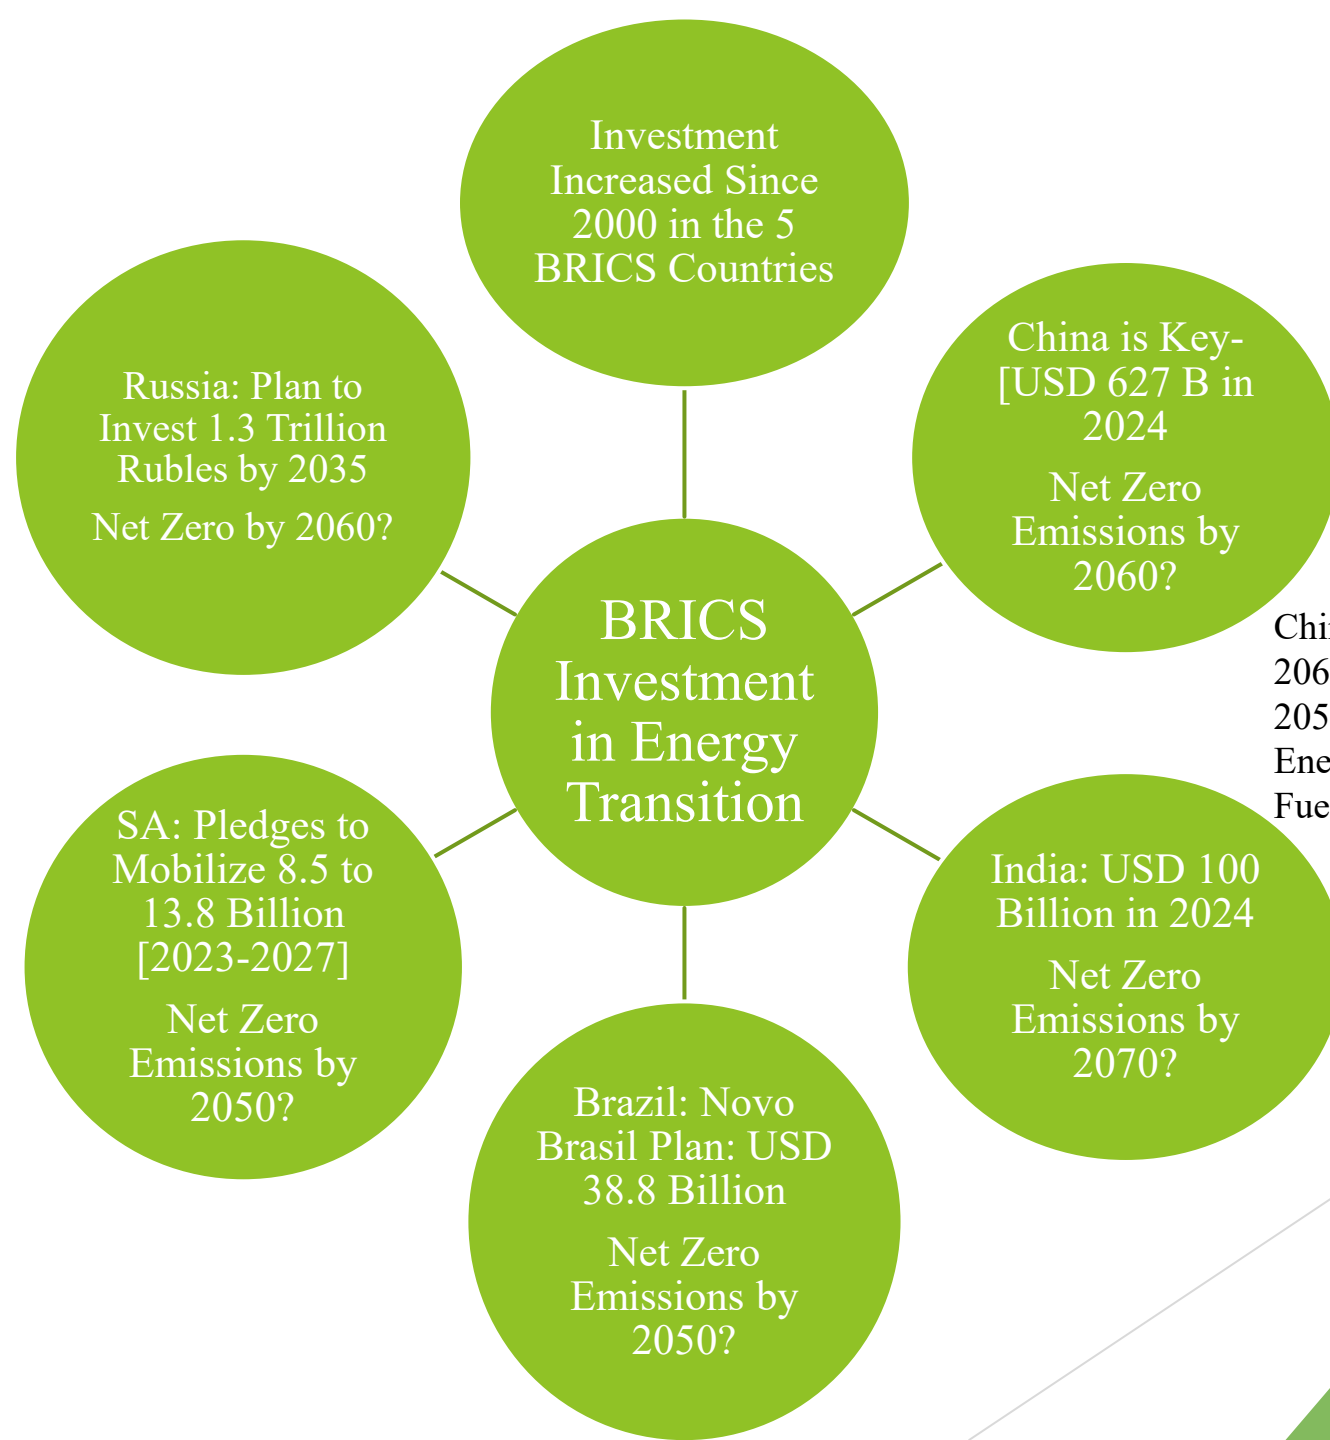 Investment
Increased Since
2000 in the 5
BRICS Countries
China is Key-
[USD 627 B in
2024
Net Zero
Emissions by
2060?
India: USD 100
Billion in 2024
Net Zero
Emissions by
2070?
Brazil: Novo
Brasil Plan: USD
38.8 Billion
Net Zero
Emissions by
2050?
SA: Pledges to
Mobilize 8.5 to
13.8 Billion
[2023-2027]
Net Zero
Emissions by
2050?
Russia: Plan to
Invest 1.3 Trillion
Rubles by 2035
Net Zero by 2060?
BRICS
Investment
in Energy
Transition